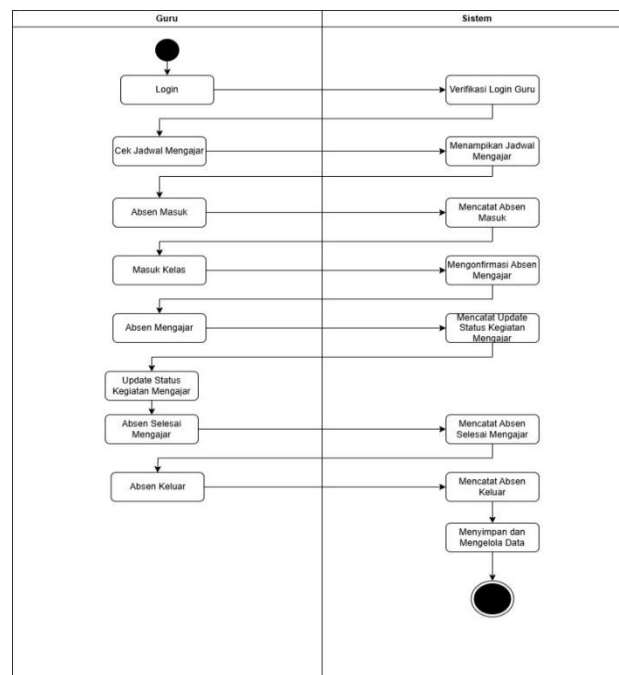 Guru
Sistem
Login
Verifikasi Login Guru
Cek Jadwal Mengajar
Menampikan Jadwal
Mengajar
Absen Masuk
Mencatat Absen
Masuk
Masuk Kelas
Mengonfirmasi Absen
Mengajar
Absen Mengajar
Mencatat Update
Status Kegiatan
Mengajar
Update Status
Kegiatan Mengajar
Absen Selesai
Mengajar
Mencatat Absen
Selesai Mengajar
Absen Keluar
Mencatat Absen
Keluar
Menyimpan dan
Mengelola Data